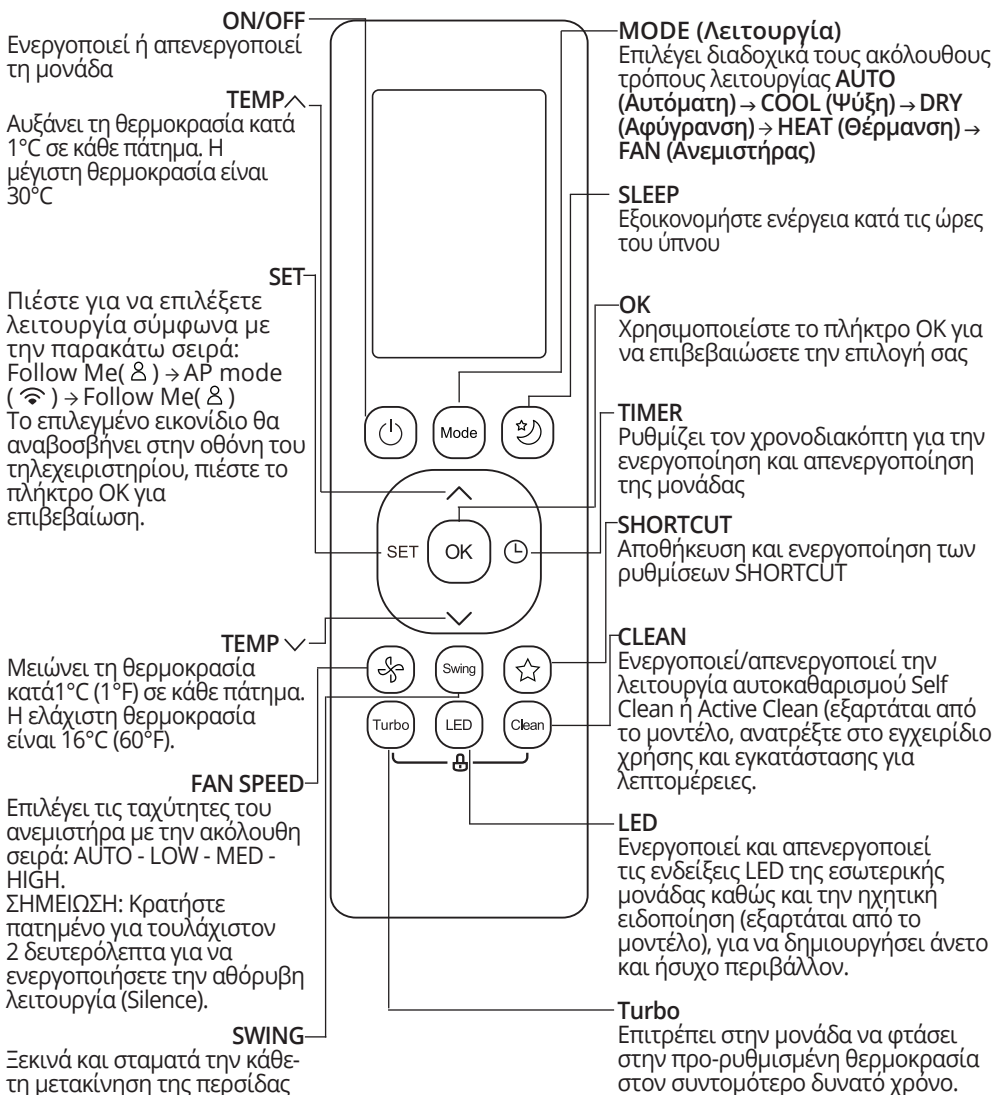 ON/OFF
Ενεργοποιεί ή απενεργοποιεί
τη μονάδα
TEMP
Αυξάνει τη θερμοκρασία κατά
1°C σε κάθε πάτημα. Η
μέγιστη θερμοκρασία είναι
30°C
SET
Πιέστε για να επιλέξετε
λειτουργία σύμφωνα με
την παρακάτω σειρά:
Follow Me( ) → AP mode
( ) → Follow Me( )
Το επιλεγμένο εικονίδιο θα
αναβοσβήνει στην οθόνη του
τηλεχειριστηρίου, πιέστε το
πλήκτρο OK για
επιβεβαίωση.
TEMP
Μειώνει τη θερμοκρασία
κατά1°C (1°F) σε κάθε πάτημα.
Η ελάχιστη θερμοκρασία
είναι 16°C (60°F).
FAN SPEED
Επιλέγει τις ταχύτητες του
ανεμιστήρα με την ακόλουθη
σειρά: AUTO - LOW - MED -
HIGH.
ΣΗΜΕΙΩΣΗ: Κρατήστε
πατημένο για τουλάχιστον
2 δευτερόλεπτα για να
ενεργοποιήσετε την αθόρυβη
λειτουργία (Silence).
SWING
Ξεκινά και σταματά την κάθε-
τη μετακίνηση της περσίδας
Mode
SET
OK
Swing
Turbo
LED
Clean
MODE (Λειτουργία)
Επιλέγει διαδοχικά τους ακόλουθους
τρόπους λειτουργίας AUTO
(Αυτόματη) → COOL (Ψύξη) → DRY
(Αφύγρανση) → HEAT (Θέρμανση) →
FAN (Ανεμιστήρας)
SLEEP
Εξοικονομήστε ενέργεια κατά τις ώρες
του ύπνου
OK
Χρησιμοποιείστε το πλήκτρο OK για
να επιβεβαιώσετε την επιλογή σας
TIMER
Ρυθμίζει τον χρονοδιακόπτη για την
ενεργοποίηση και απενεργοποίηση
της μονάδας
SHORTCUT
Αποθήκευση και ενεργοποίηση των
ρυθμίσεων SHORTCUT
CLEAN
Ενεργοποιεί/απενεργοποιεί την
λειτουργία αυτοκαθαρισμού Self
Clean ή Active Clean (εξαρτάται από
το μοντέλο, ανατρέξτε στο εγχειρίδιο
χρήσης και εγκατάστασης για
λεπτομέρειες.
LED
Ενεργοποιεί και απενεργοποιεί
τις ενδείξεις LED της εσωτερικής
μονάδας καθώς και την ηχητική
ειδοποίηση (εξαρτάται από το
μοντέλο), για να δημιουργήσει άνετο
και ήσυχο περιβάλλον.
Turbo
Επιτρέπει στην μονάδα να φτάσει
στην προ-ρυθμισμένη θερμοκρασία
στον συντομότερο δυνατό χρόνο.